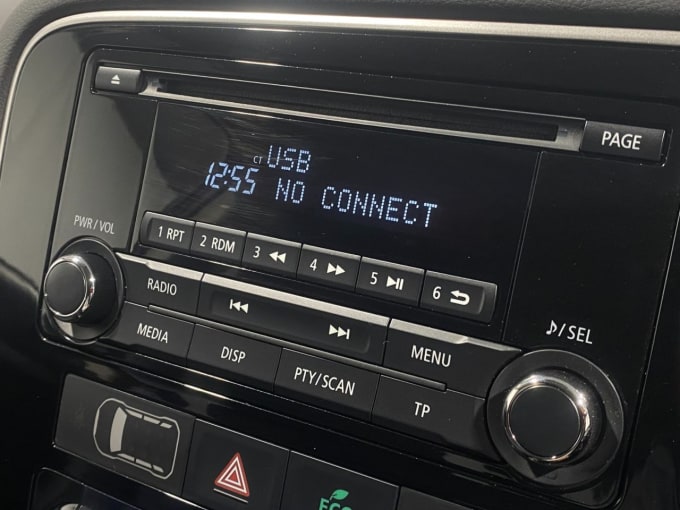 PAGE
CT USB
12:55 NO CONNECT
PWR/VOL
1 RPT 2 RDM 3 4 5 6
RADIO
♪/SEL
MEDIA DISP PTY/SCAN MENU
TP
ECO